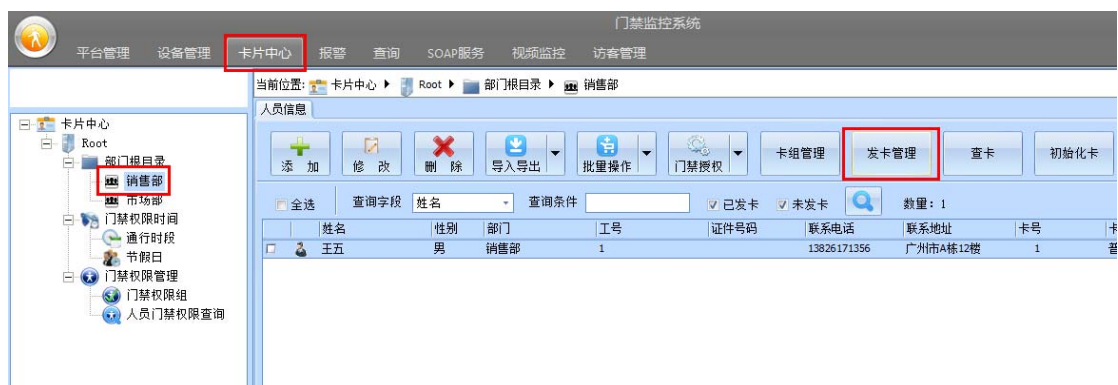 门禁监控系统
平台管理 设备管理 卡片中心 报警 查询 SOAP服务 视频监控 访客管理
当前位置: 卡片中心 Root 部门根目录 销售部
人员信息
卡片中心
Root
部门根目录
销售部
市场部
门禁权限时间
通行时段
节假日
门禁权限管理
门禁权限组
人员门禁权限查询
添 加 修 改 删 除 导入导出 批量操作 门禁授权 卡组管理 发卡管理 查卡 初始化卡
全选 查询字段 姓名 查询条件 已发卡 未发卡 数量: 1
姓名 性别 部门 工号 证件号码 联系电话 联系地址 卡号 卡
王五 男 销售部 1 13826171356 广州市A栋12楼 1 普